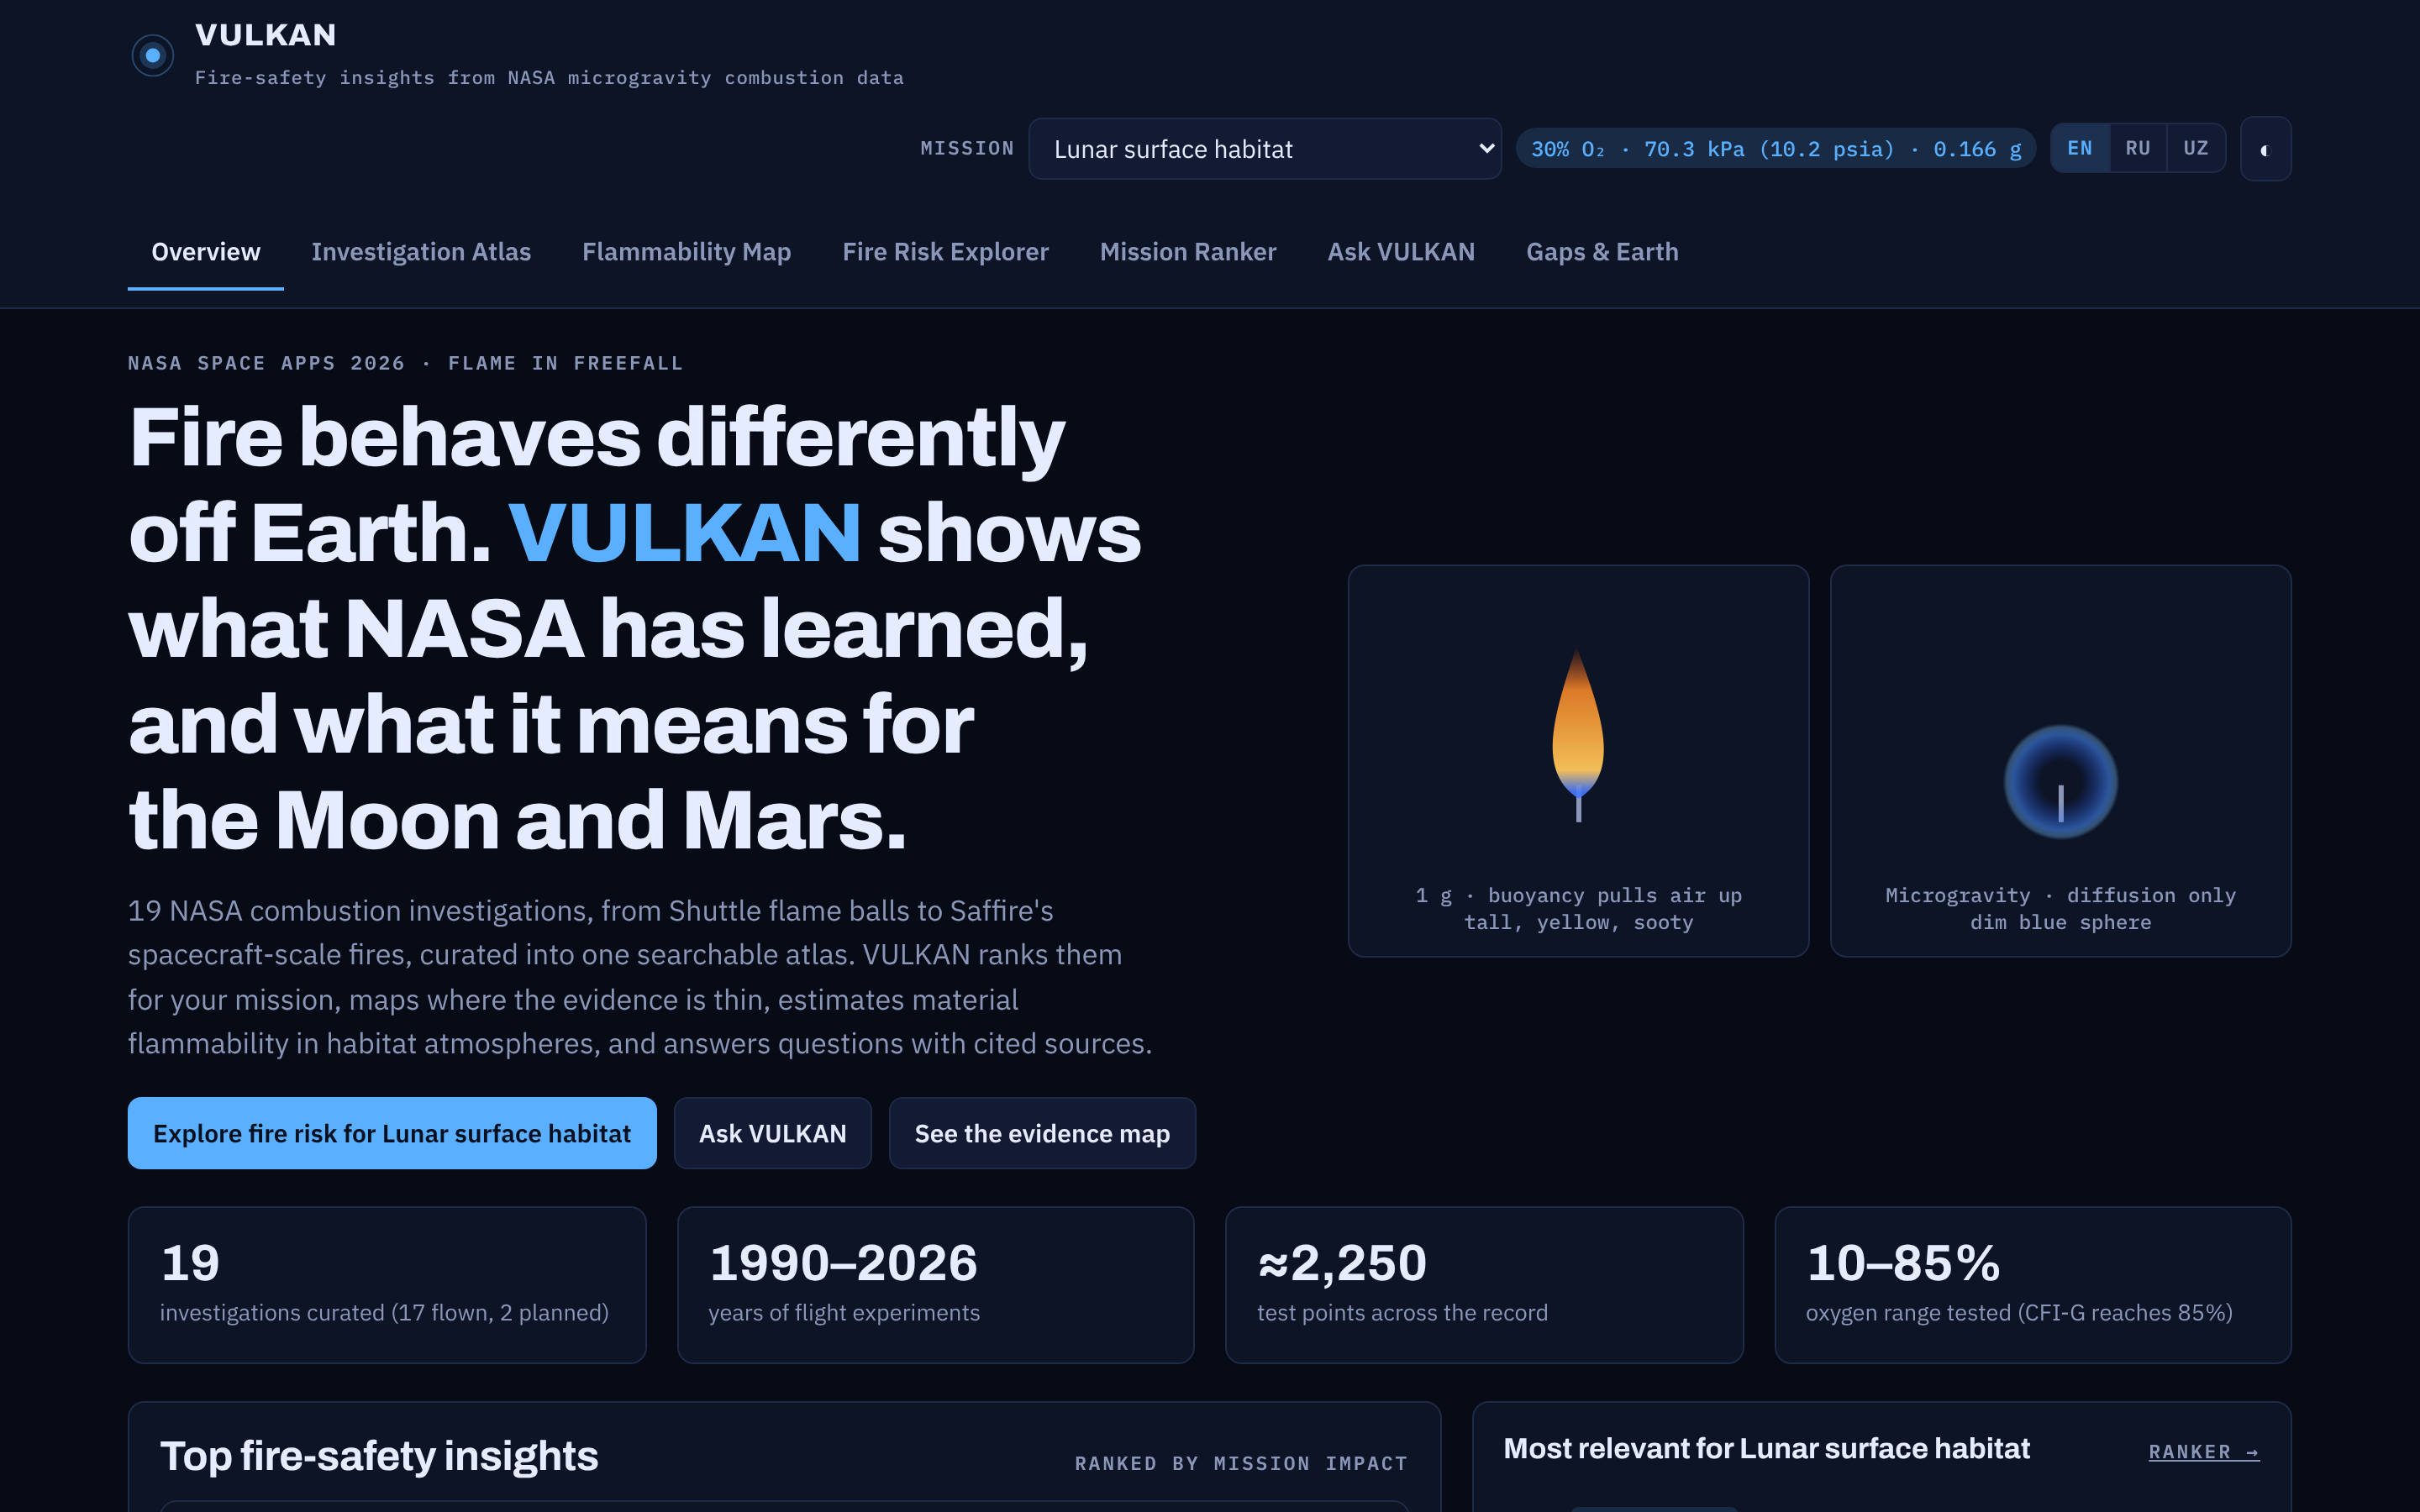 VULKAN
Fire-safety insights from NASA microgravity combustion data
MISSION
Lunar surface habitat
30% O₂ · 70.3 kPa (10.2 psia) · 0.166 g
EN RU UZ
Overview
Investigation Atlas
Flammability Map
Fire Risk Explorer
Mission Ranker
Ask VULKAN
Gaps & Earth
NASA SPACE APPS 2026 · FLAME IN FREEFALL
Fire behaves differently
off Earth. VULKAN shows
what NASA has learned,
and what it means for
the Moon and Mars.
19 NASA combustion investigations, from Shuttle flame balls to Saffire's
spacecraft-scale fires, curated into one searchable atlas. VULKAN ranks them
for your mission, maps where the evidence is thin, estimates material
flammability in habitat atmospheres, and answers questions with cited sources.
Explore fire risk for Lunar surface habitat
Ask VULKAN
See the evidence map
1 g · buoyancy pulls air up
tall, yellow, sooty
Microgravity · diffusion only
dim blue sphere
19
investigations curated (17 flown, 2 planned)
1990–2026
years of flight experiments
≈2,250
test points across the record
10–85%
oxygen range tested (CFI-G reaches 85%)
Top fire-safety insights
RANKED BY MISSION IMPACT
Most relevant for Lunar surface habitat
RANKER →